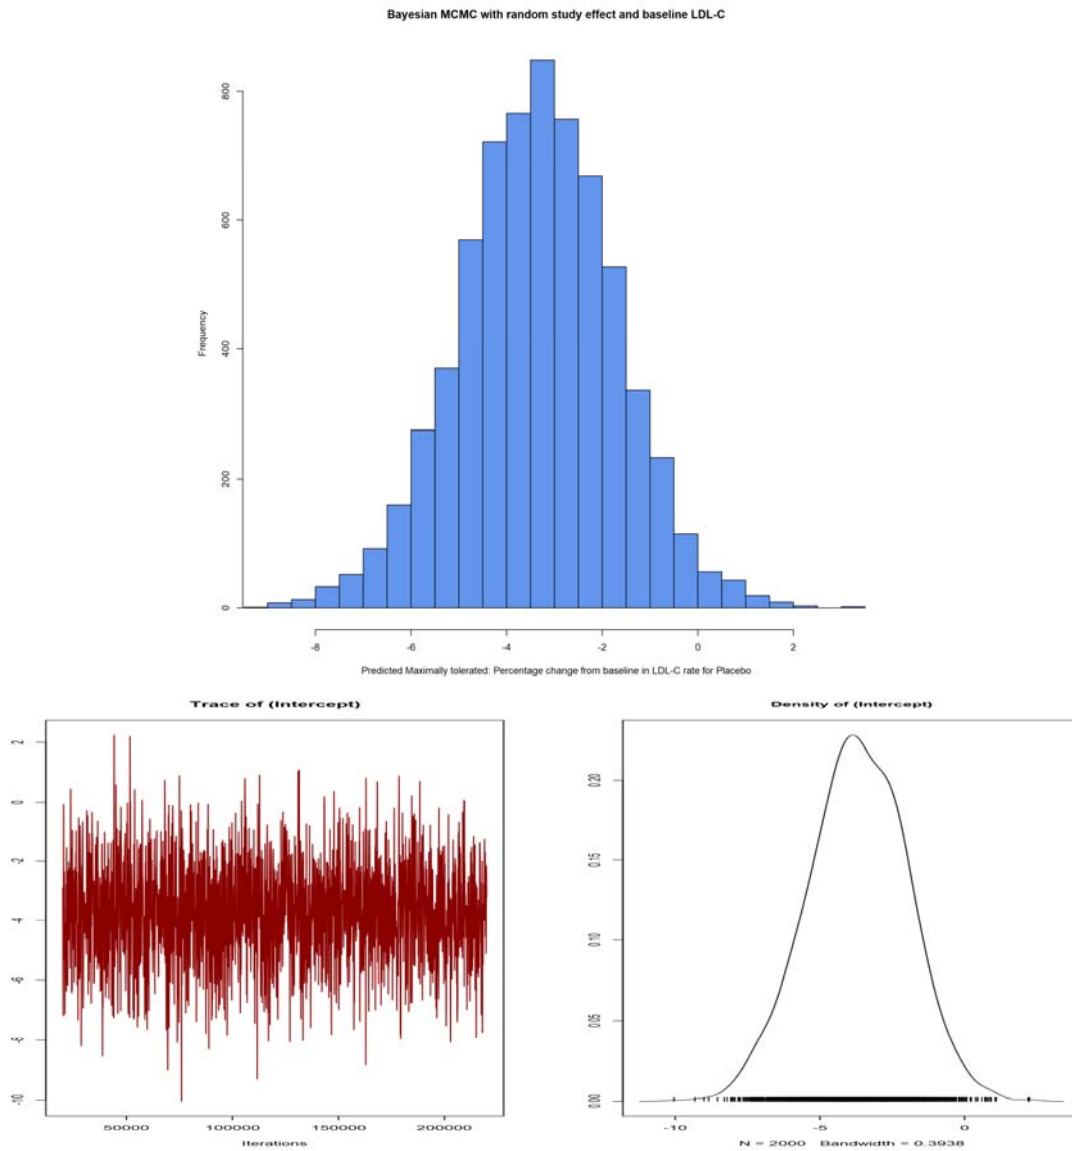 Bayesian MCMC with random study effect and baseline LDL-C
Frequency
800
600
400
200
0
-8 -6 -4 -2 0 2
Predicted Maximally tolerated: Percentage change from baseline in LDL-C rate for Placebo
Trace of (Intercept)
2
0
-2
-4
-6
-8
-10
50000 100000 150000 200000
Iterations
Density of (Intercept)
0.20
0.15
0.10
0.05
0.00
-10 -5 0
N = 2000 Bandwidth = 0.3938